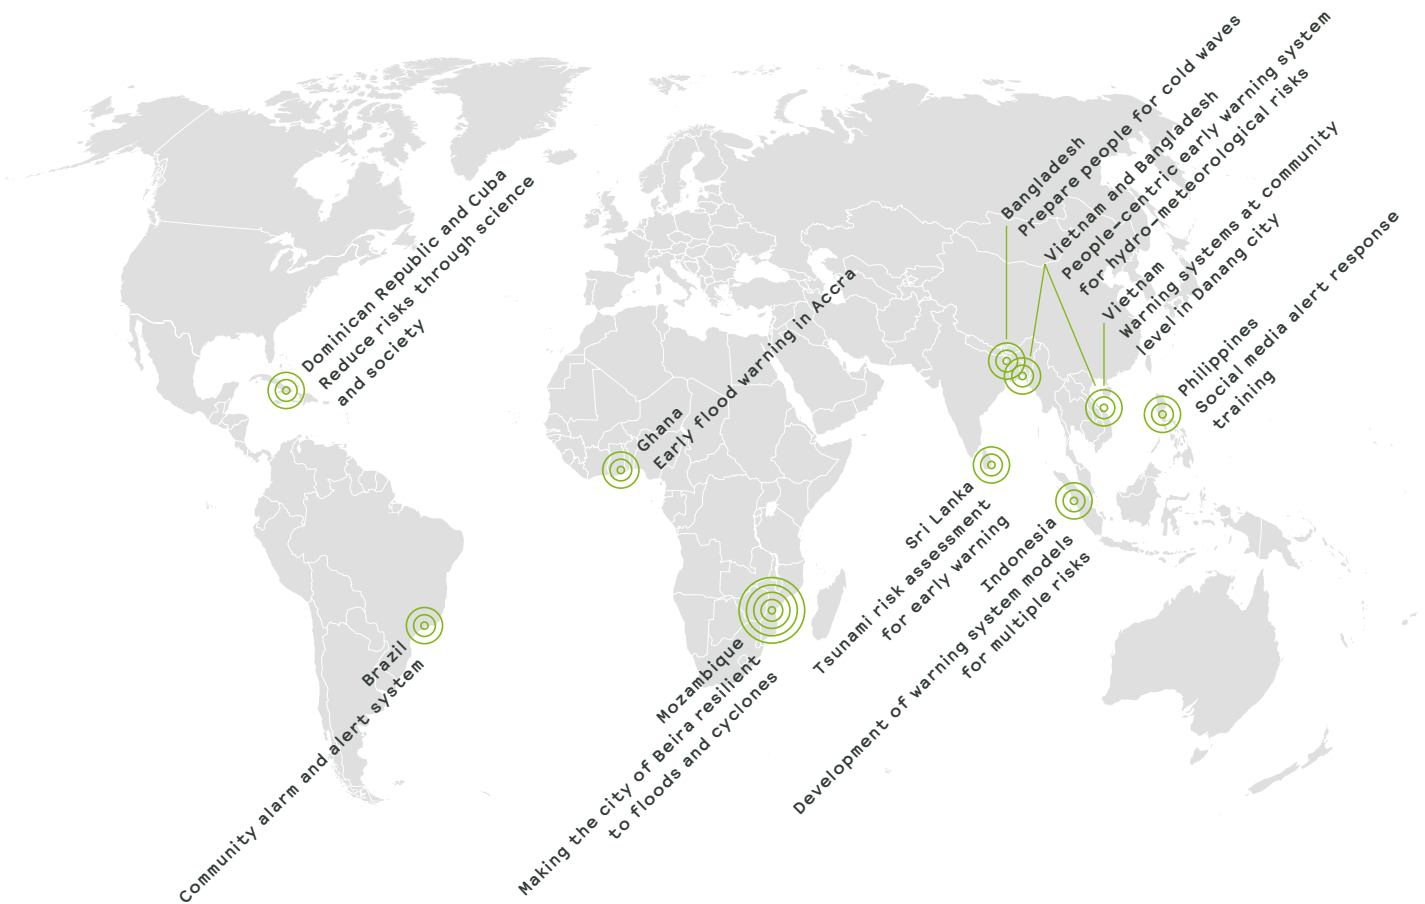 Dominican Republic and Cuba
Reduce risks through science
and society
Ghana
Early flood warning in Accra
Bangladesh
Prepare people for cold waves
Vietnam and Bangladesh
People-centric early warning system
for hydro-meteorological risks
Vietnam
Warning systems at community
level in Danang city
Philippines
Social media alert response
training
Sri Lanka
Tsunami risk assessment
for early warning
Indonesia
Development of warning system models
for multiple risks
Brazil
Community alarm and alert system
Mozambique
Making the city of Beira resilient
to floods and cyclones